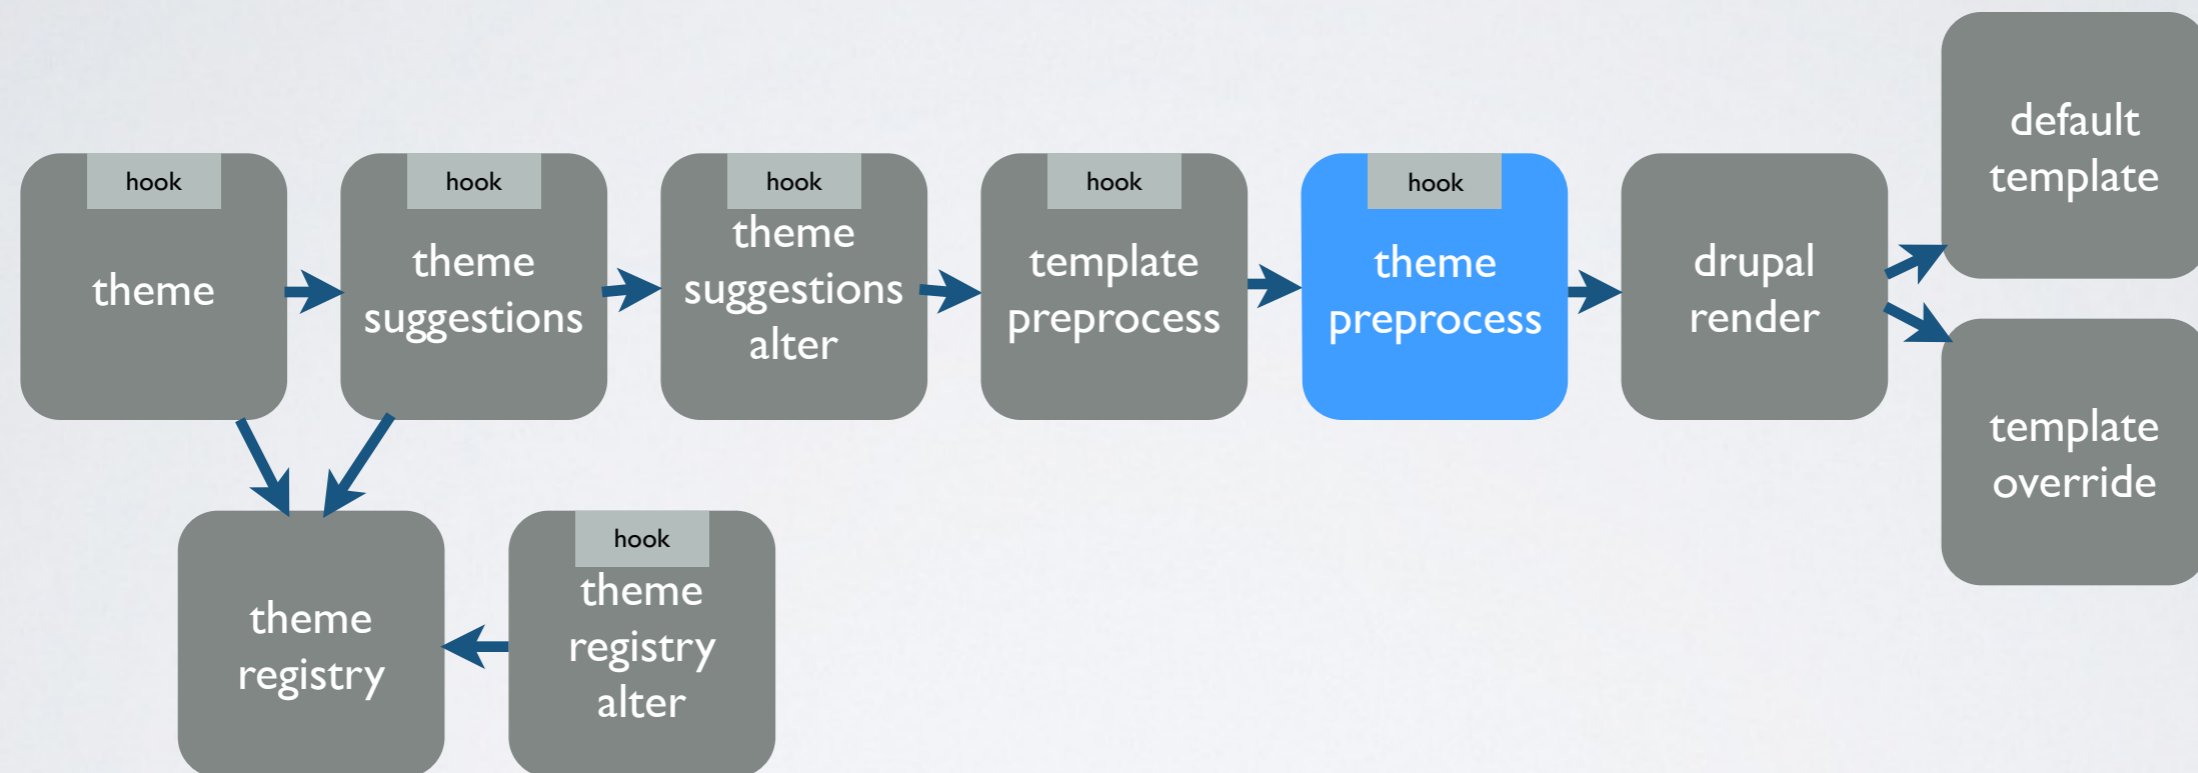 hook
theme
hook
theme
suggestions
hook
theme
suggestions
alter
hook
template
preprocess
hook
theme
preprocess
drupal
render
default
template
template
override
theme
registry
hook
theme
registry
alter